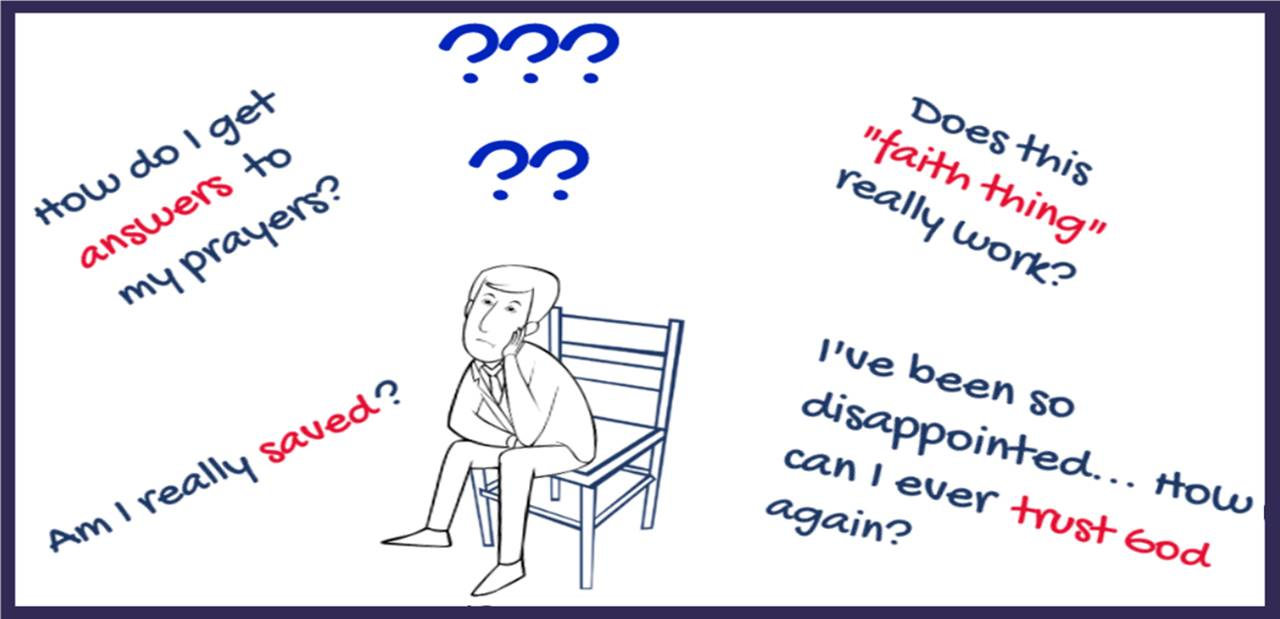 ???
??
How do I get
answers to
my prayers?
Does this
"faith thing"
really work?
Am I really saved?
I've been so
disappointed... How
can I ever trust God
again?